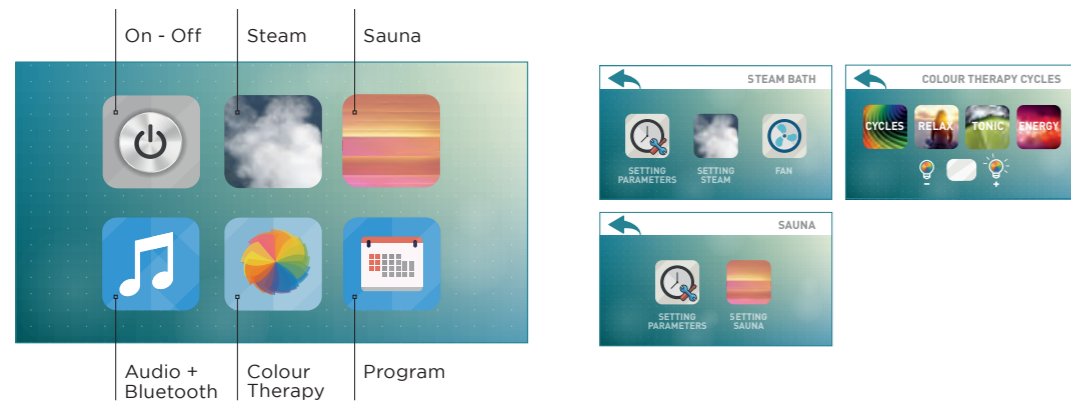 On - Off
Steam
Sauna
Audio +
Bluetooth
Colour
Therapy
Program
STEAM BATH
SETTING
PARAMETERS
SETTING
STEAM
FAN
COLOUR THERAPY CYCLES
CYCLES
RELAX
TONIC
ENERGY
-
+
SAUNA
SETTING
PARAMETERS
SETTING
SAUNA